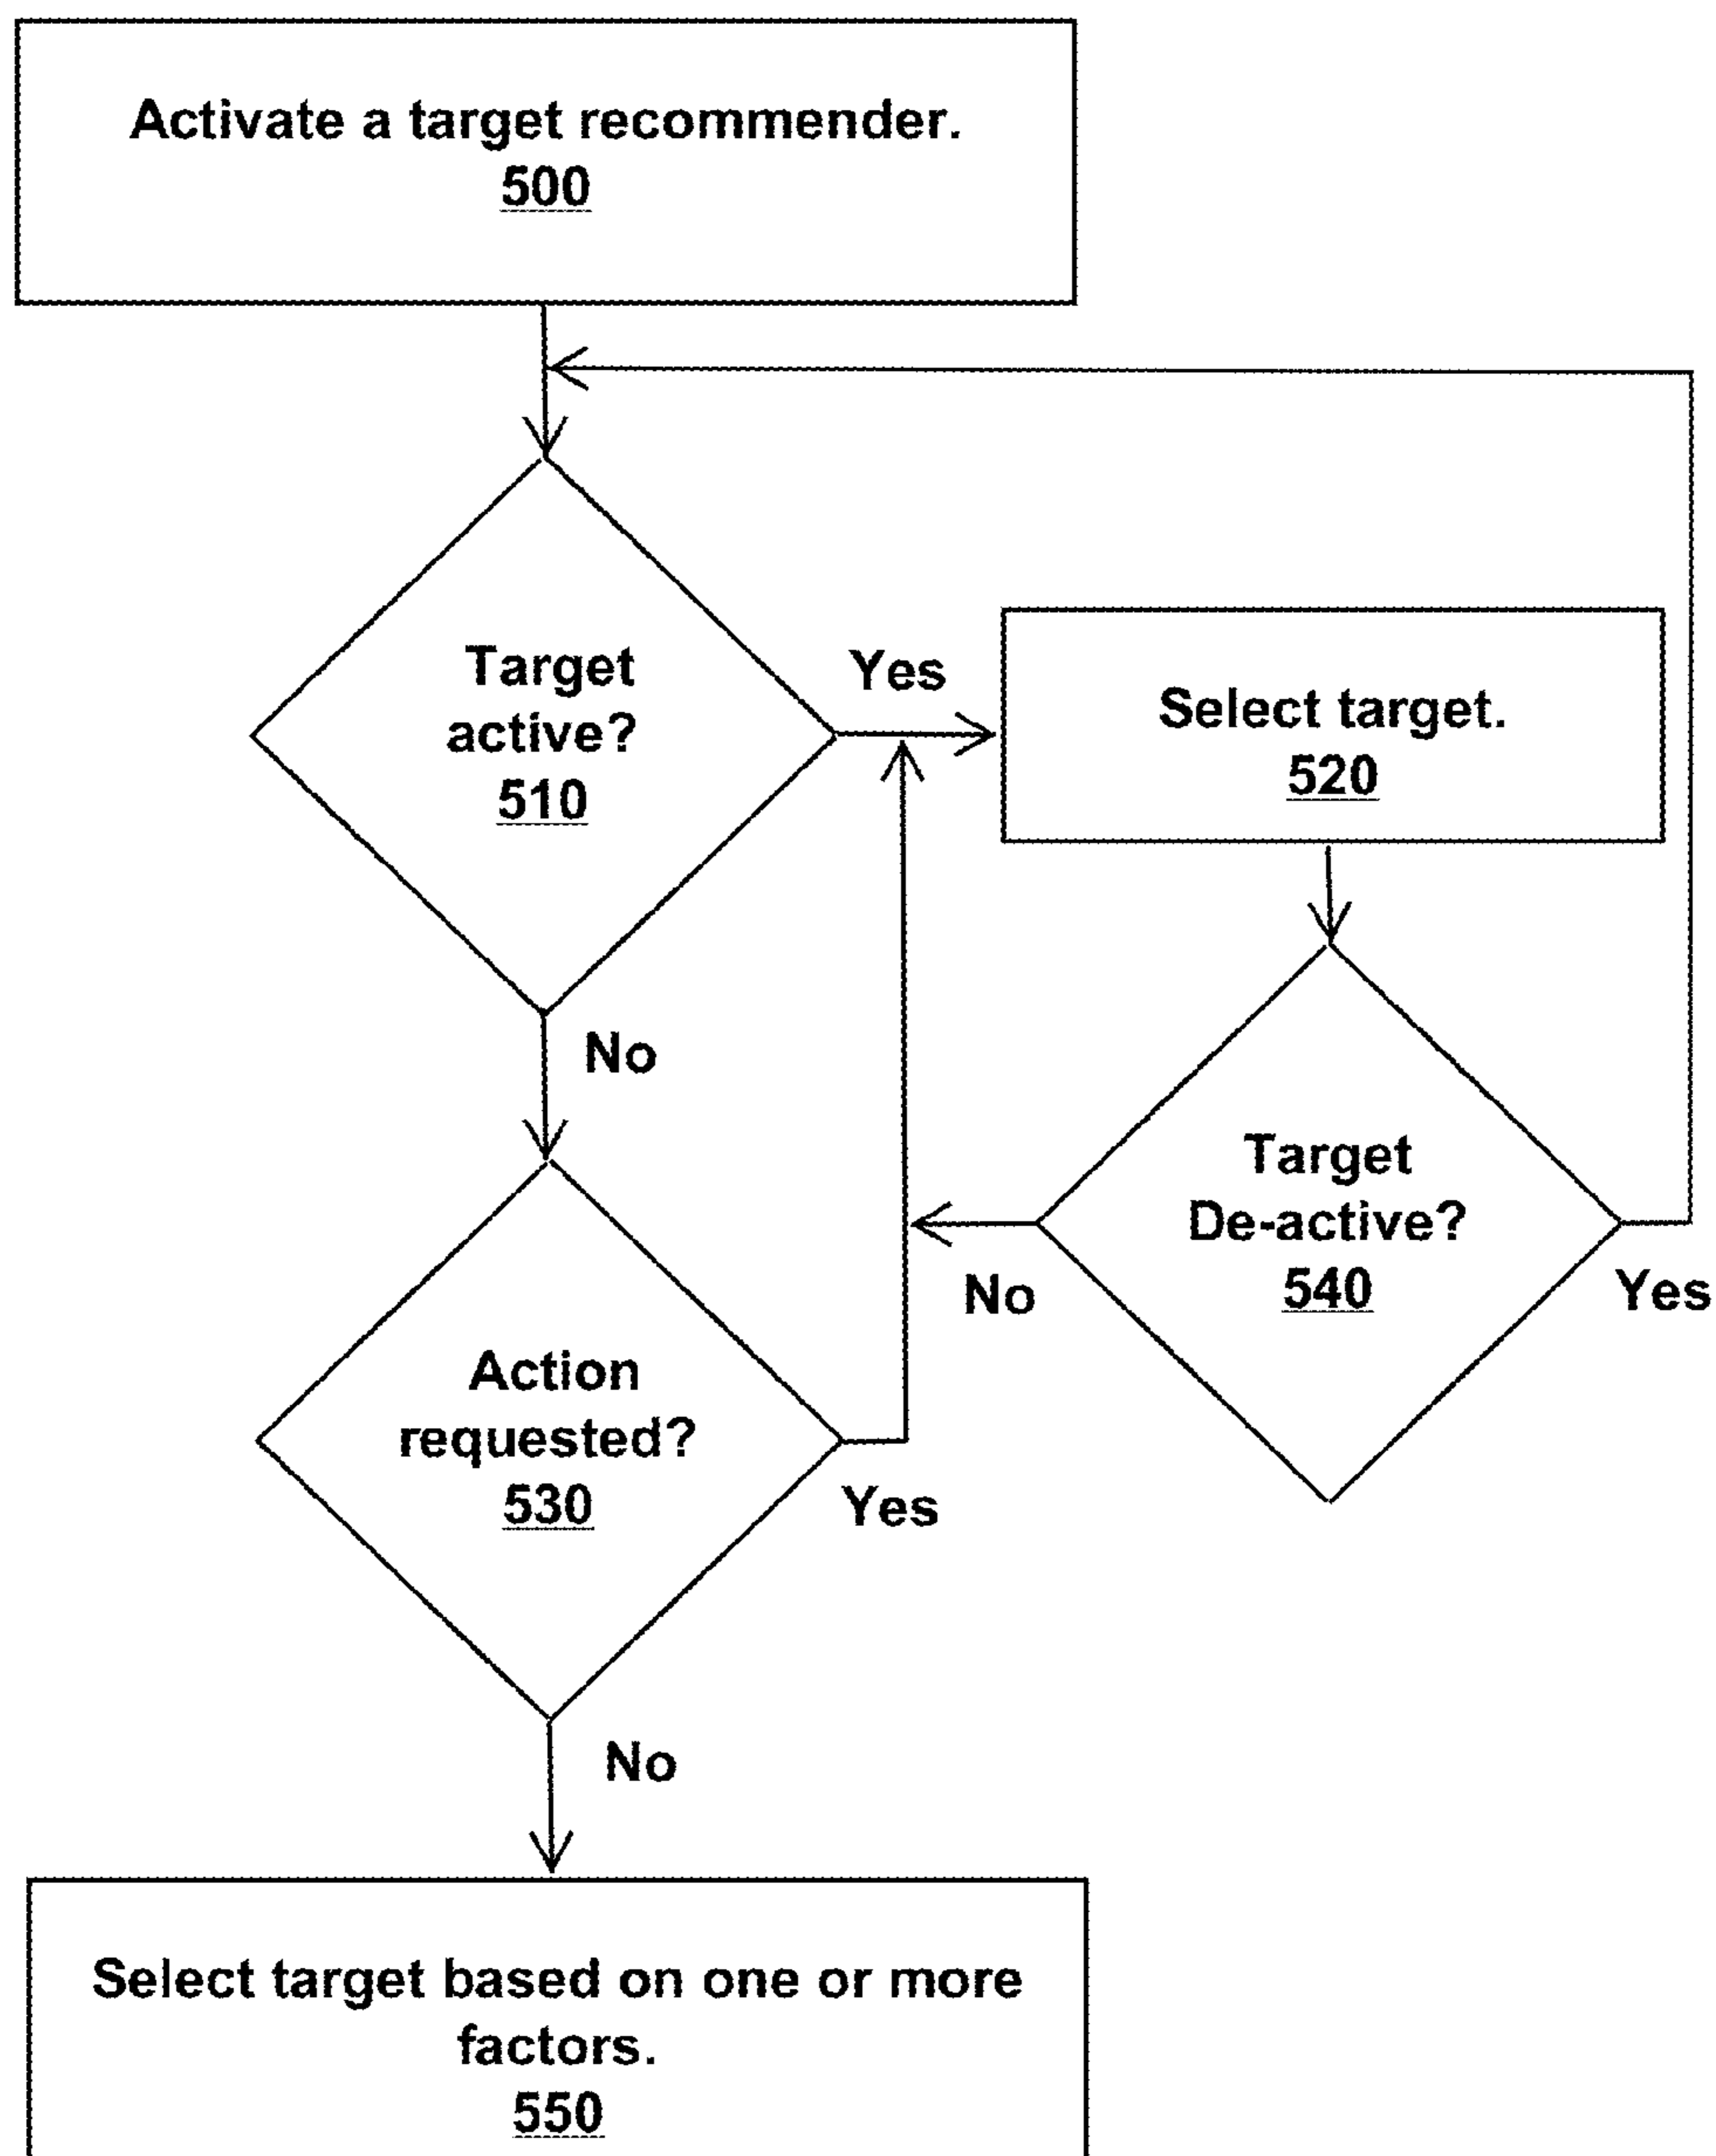 Activate a target recommender.
500
Target
active?
510
Yes
Select target.
520
No
Target
De-active?
540
No
Yes
Action
requested?
530
Yes
No
Select target based on one or more
factors.
550